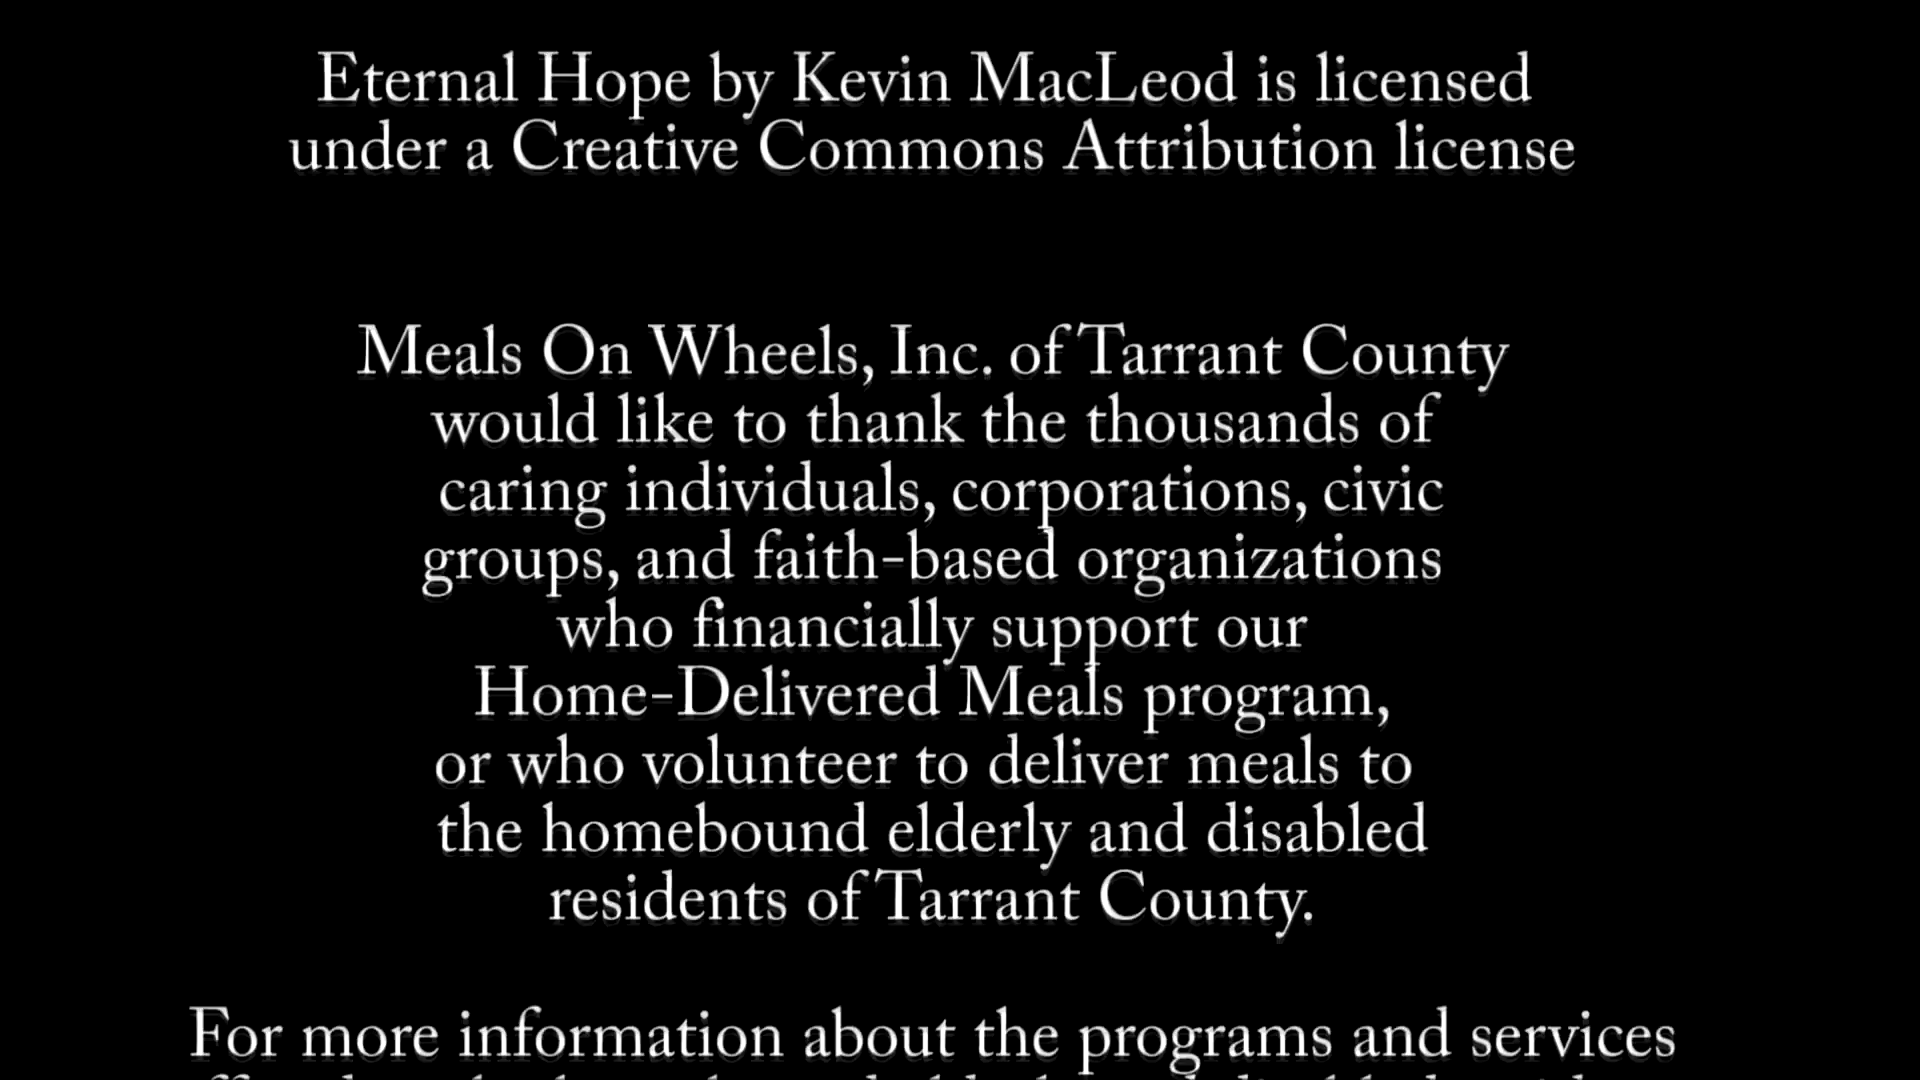 Eternal Hope by Kevin MacLeod is licensed
under a Creative Commons Attribution license
Meals On Wheels, Inc. of Tarrant County
would like to thank the thousands of
caring individuals, corporations, civic
groups, and faith-based organizations
who financially support our
Home-Delivered Meals program,
or who volunteer to deliver meals to
the homebound elderly and disabled
residents of Tarrant County.
For more information about the programs and services